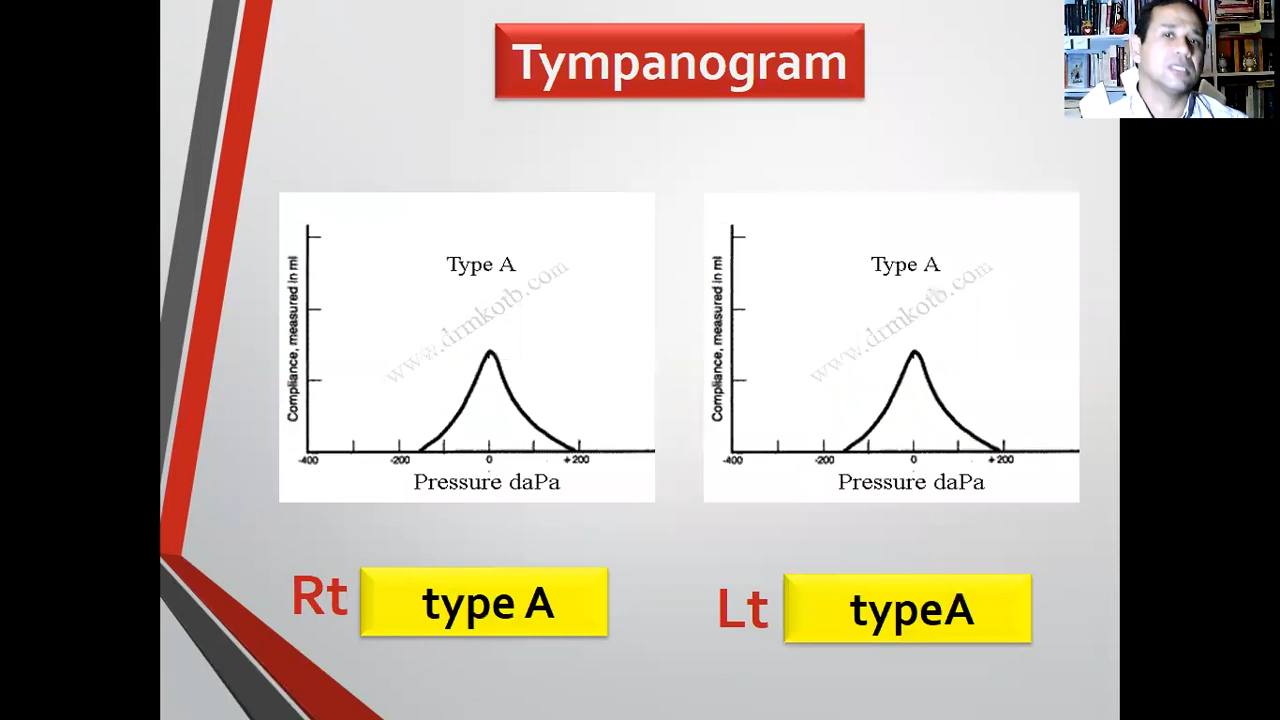 Tympanogram
Type A
www.drmkotb.com
Compliance, measured in ml
-400
-200
0
+200
Pressure daPa
Type A
www.drmkotb.com
Compliance, measured in ml
-400
-200
0
+200
Pressure daPa
Rt
type A
Lt
typeA